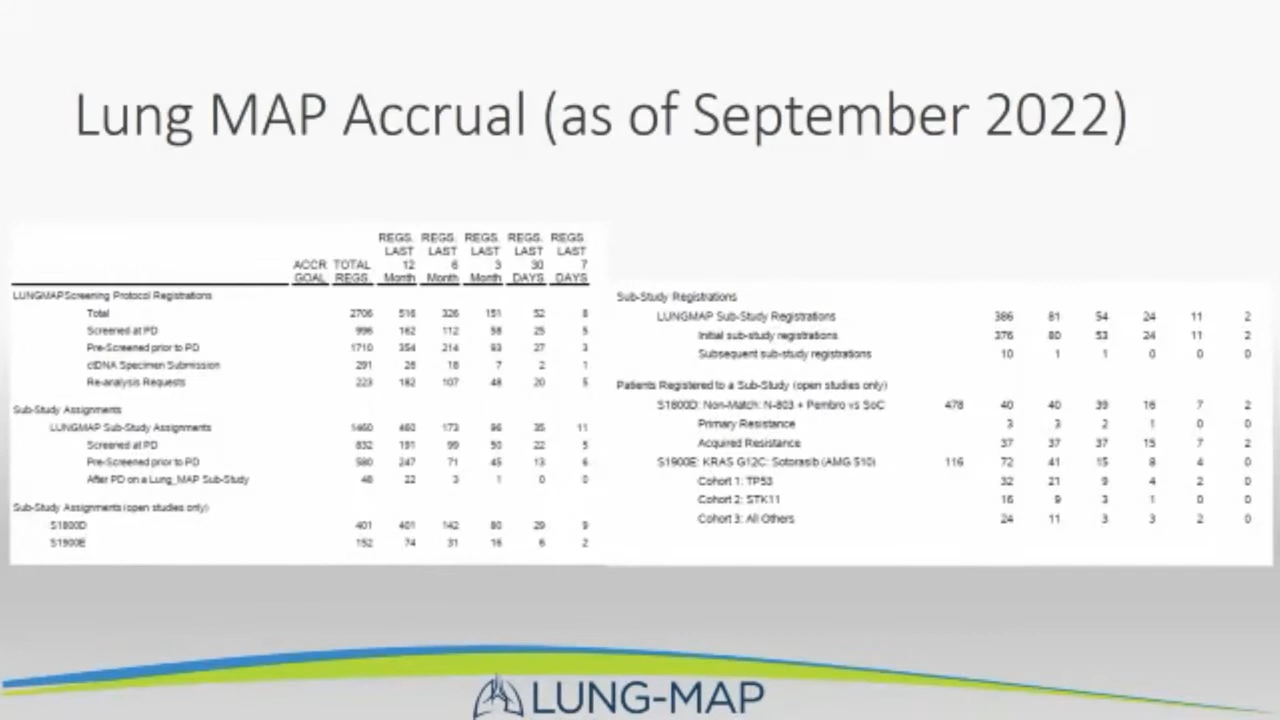 Lung MAP Accrual (as of September 2022)
REGS. REGS. REGS. REGS. REGS
LAST LAST LAST LAST LAST
ACCR TOTAL 12 6 3 30 7
GOAL REGS. Month Month Month DAYS DAYS
LUNGMAPScreening Protocol Registrations
Total 2706 516 326 151 52 8
Screened at PD 996 162 112 58 25 5
Pre-Screened prior to PD 1710 354 214 93 27 3
ctDNA Specimen Submission 291 28 18 7 2 1
Re-analysis Requests 223 182 107 48 20 5
Sub-Study Assignments
LUNGMAP Sub-Study Assignments 1460 460 173 96 35 11
Screened at PD 832 191 99 50 22 5
Pre-Screened prior to PD 580 247 71 45 13 6
After PD on a Lung_MAP Sub-Study 48 22 3 1 0 0
Sub-Study Assignments (open studies only)
S1800D 401 401 142 80 29 9
S1900E 152 74 31 16 6 2
Sub-Study Registrations
LUNGMAP Sub-Study Registrations 386 81 54 24 11 2
Initial sub-study registrations 376 80 53 24 11 2
Subsequent sub-study registrations 10 1 1 0 0 0
Patients Registered to a Sub-Study (open studies only)
S1800D: Non-Match: N-803 + Pembro vs SoC 478 40 40 39 16 7 2
Primary Resistance 3 3 2 1 0 0
Acquired Resistance 37 37 37 15 7 2
S1900E: KRAS G12C: Sotorasib (AMG 510) 116 72 41 15 8 4 0
Cohort 1: TP53 32 21 9 4 2 0
Cohort 2: STK11 16 9 3 1 0 0
Cohort 3: All Others 24 11 3 3 2 0
LUNG-MAP